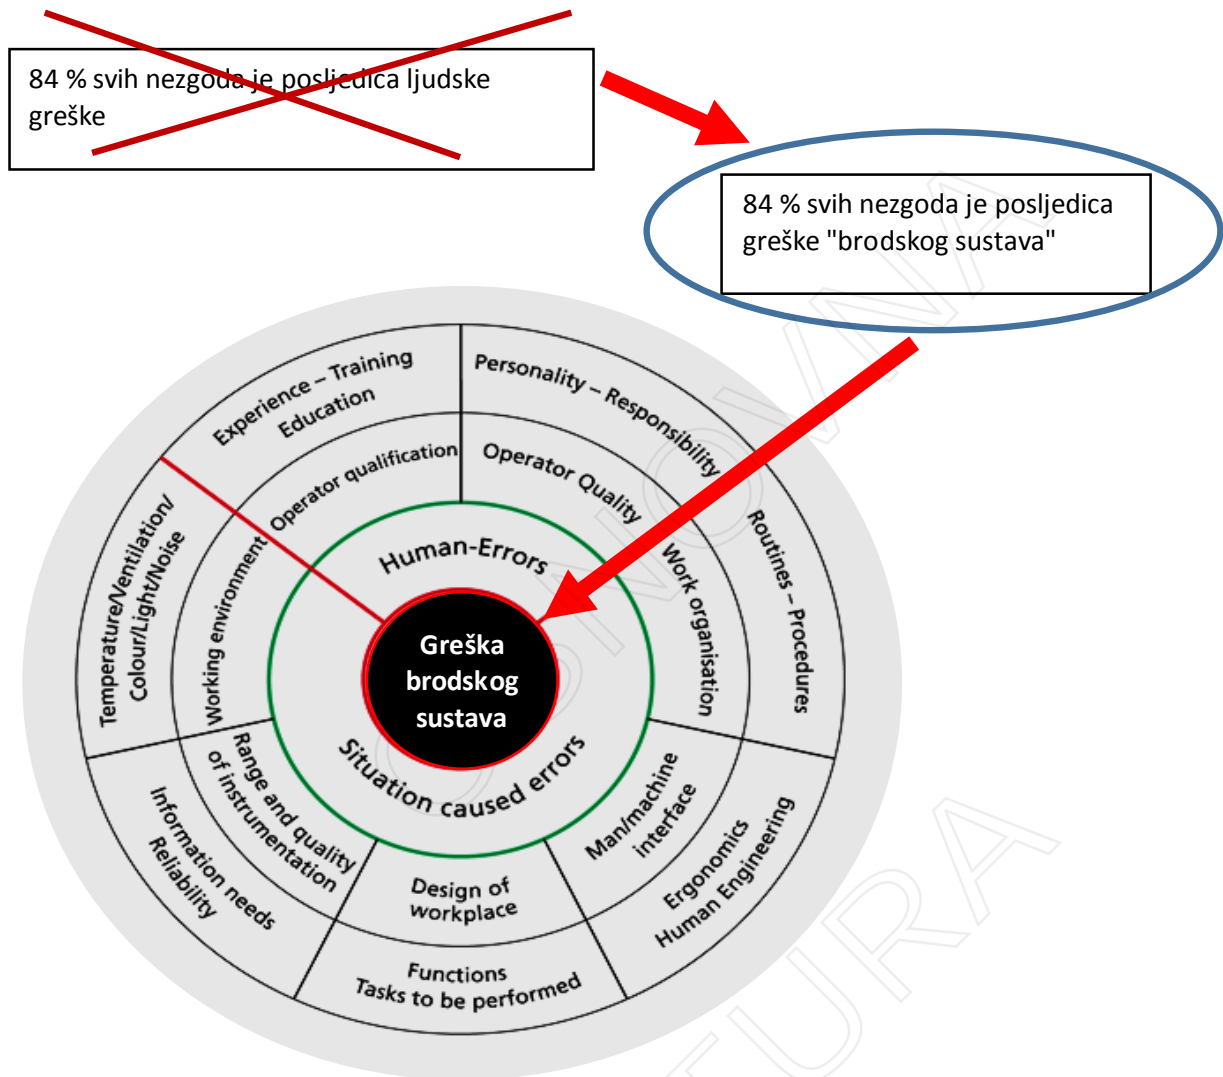 84 % svih nezgoda je posljedica ljudske
greške
84 % svih nezgoda je posljedica
greške "brodskog sustava"
Experience – Training
Education
Personality – Responsibility
Operator qualification
Operator Quality
Human-Errors
Temperature/Ventilation/
Colour/Light/Noise
Working environment
Work organisation
Routines – Procedures
Greška
brodskog
sustava
Situation caused errors
Range and quality
of instrumentation
Information needs
Reliability
Design of
workplace
Functions
Tasks to be performed
Man/machine
interface
Ergonomics
Human Engineering